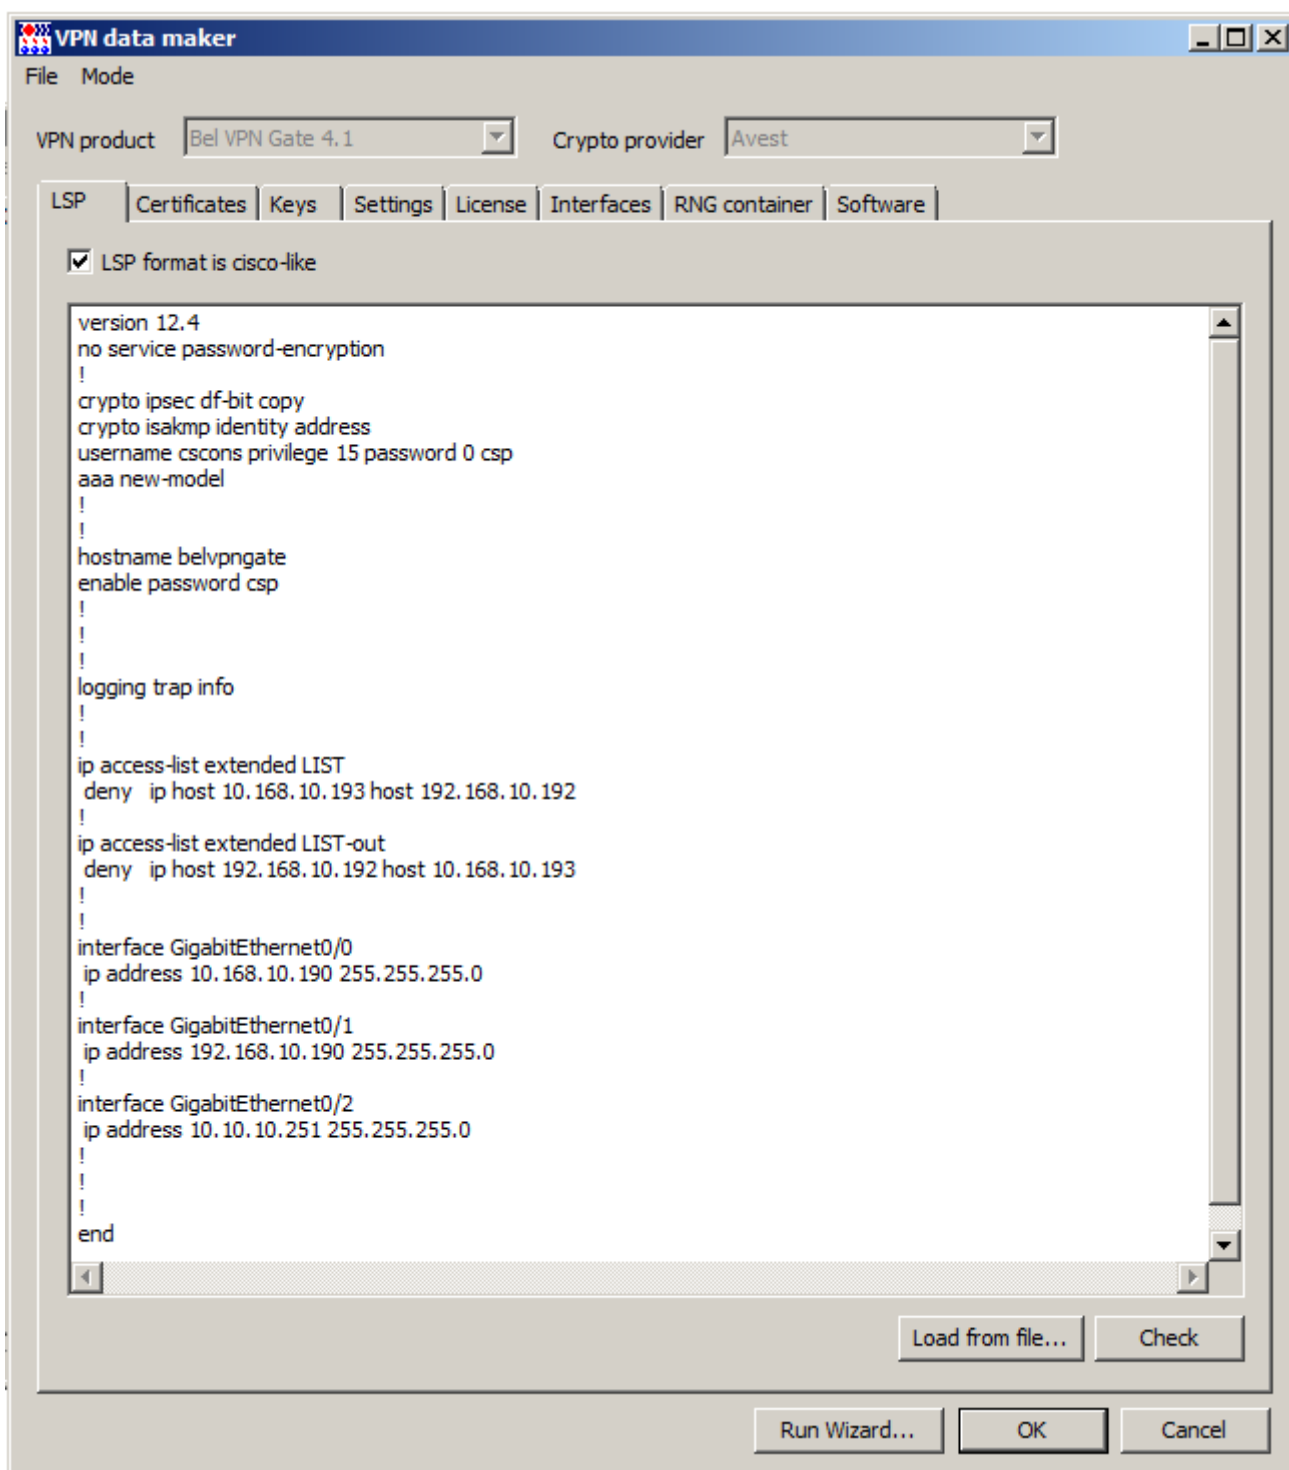 VPN data maker
File Mode
VPN product Bel VPN Gate 4.1 Crypto provider Avest
LSP Certificates Keys Settings License Interfaces RNG container Software
LSP format is cisco-like
version 12.4
no service password-encryption
!
crypto ipsec df-bit copy
crypto isakmp identity address
username cscons privilege 15 password 0 csp
aaa new-model
!
!
hostname belvpngate
enable password csp
!
!
!
logging trap info
!
!
ip access-list extended LIST
deny ip host 10.168.10.193 host 192.168.10.192
!
ip access-list extended LIST-out
deny ip host 192.168.10.192 host 10.168.10.193
!
!
interface GigabitEthernet0/0
ip address 10.168.10.190 255.255.255.0
!
interface GigabitEthernet0/1
ip address 192.168.10.190 255.255.255.0
!
interface GigabitEthernet0/2
ip address 10.10.10.251 255.255.255.0
!
!
!
end
Load from file... Check
Run Wizard... OK Cancel